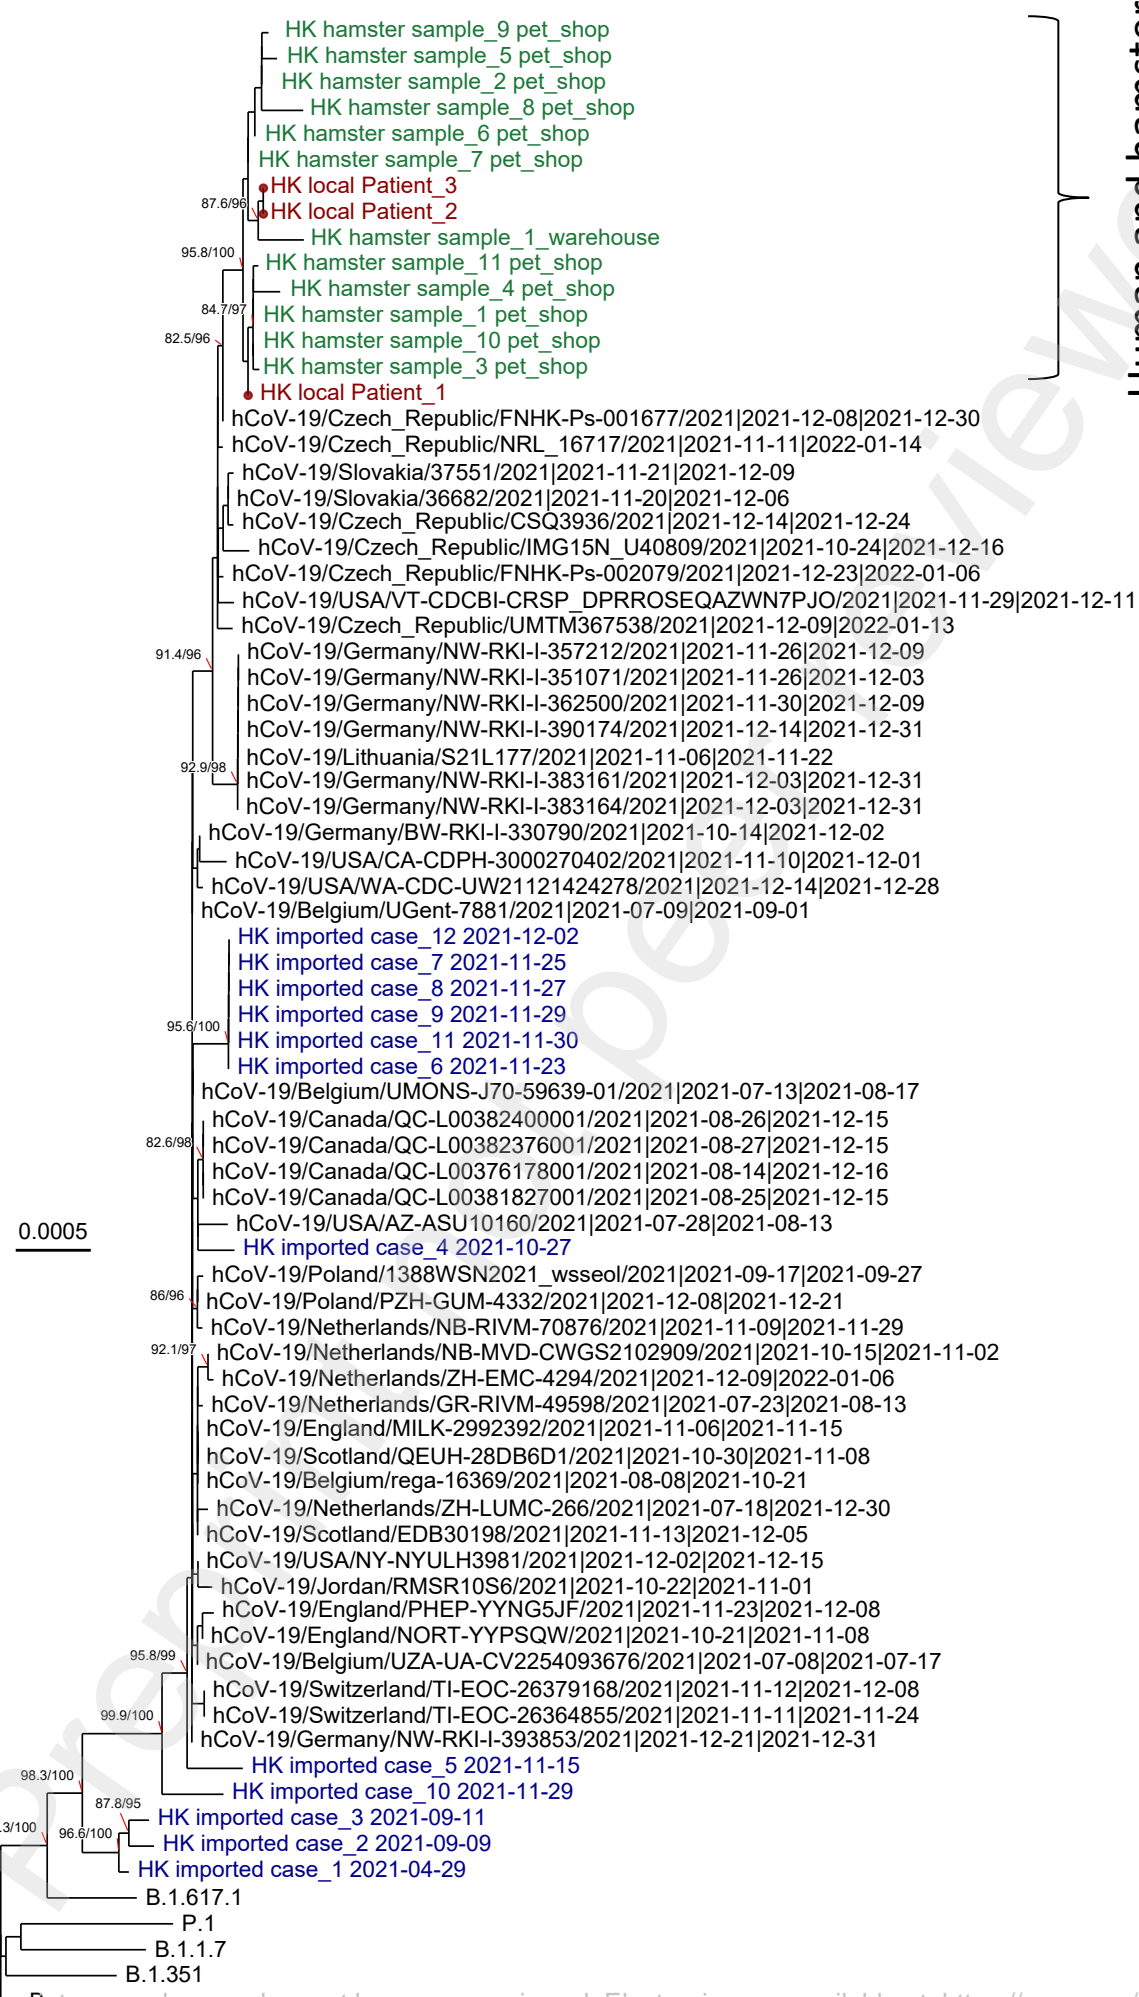 HK hamster sample_9 pet_shop
HK hamster sample_5 pet_shop
HK hamster sample_2 pet_shop
HK hamster sample_8 pet_shop
HK hamster sample_6 pet_shop
HK hamster sample_7 pet_shop
HK local Patient_3
87.6/96
HK local Patient_2
HK hamster sample_1_warehouse
95.8/100
HK hamster sample_11 pet_shop
HK hamster sample_4 pet_shop
84.7/97
HK hamster sample_1 pet_shop
82.5/96
HK hamster sample_10 pet_shop
HK hamster sample_3 pet_shop
HK local Patient_1
Human and hamster
hCoV-19/Czech_Republic/FNHK-Ps-001677/2021|2021-12-08|2021-12-30
hCoV-19/Czech_Republic/NRL_16717/2021|2021-11-11|2022-01-14
hCoV-19/Slovakia/37551/2021|2021-11-21|2021-12-09
hCoV-19/Slovakia/36682/2021|2021-11-20|2021-12-06
hCoV-19/Czech_Republic/CSQ3936/2021|2021-12-14|2021-12-24
hCoV-19/Czech_Republic/IMG15N_U40809/2021|2021-10-24|2021-12-16
hCoV-19/Czech_Republic/FNHK-Ps-002079/2021|2021-12-23|2022-01-06
hCoV-19/USA/VT-CDCBI-CRSP_DPRROSEQAZWN7PJO/2021|2021-11-29|2021-12-11
hCoV-19/Czech_Republic/UMTM367538/2021|2021-12-09|2022-01-13
91.4/96
hCoV-19/Germany/NW-RKI-I-357212/2021|2021-11-26|2021-12-09
hCoV-19/Germany/NW-RKI-I-351071/2021|2021-11-26|2021-12-03
hCoV-19/Germany/NW-RKI-I-362500/2021|2021-11-30|2021-12-09
hCoV-19/Germany/NW-RKI-I-390174/2021|2021-12-14|2021-12-31
hCoV-19/Lithuania/S21L177/2021|2021-11-06|2021-11-22
92.9/98
hCoV-19/Germany/NW-RKI-I-383161/2021|2021-12-03|2021-12-31
hCoV-19/Germany/NW-RKI-I-383164/2021|2021-12-03|2021-12-31
hCoV-19/Germany/BW-RKI-I-330790/2021|2021-10-14|2021-12-02
hCoV-19/USA/CA-CDPH-3000270402/2021|2021-11-10|2021-12-01
hCoV-19/USA/WA-CDC-UW21121424278/2021|2021-12-14|2021-12-28
hCoV-19/Belgium/UGent-7881/2021|2021-07-09|2021-09-01
HK imported case_12 2021-12-02
HK imported case_7 2021-11-25
HK imported case_8 2021-11-27
HK imported case_9 2021-11-29
95.6/100
HK imported case_11 2021-11-30
HK imported case_6 2021-11-23
hCoV-19/Belgium/UMONS-J70-59639-01/2021|2021-07-13|2021-08-17
hCoV-19/Canada/QC-L00382400001/2021|2021-08-26|2021-12-15
82.6/98
hCoV-19/Canada/QC-L00382376001/2021|2021-08-27|2021-12-15
hCoV-19/Canada/QC-L00376178001/2021|2021-08-14|2021-12-16
hCoV-19/Canada/QC-L00381827001/2021|2021-08-25|2021-12-15
hCoV-19/USA/AZ-ASU10160/2021|2021-07-28|2021-08-13
0.0005
HK imported case_4 2021-10-27
hCoV-19/Poland/1388WSN2021_wsseol/2021|2021-09-17|2021-09-27
86/96
hCoV-19/Poland/PZH-GUM-4332/2021|2021-12-08|2021-12-21
hCoV-19/Netherlands/NB-RIVM-70876/2021|2021-11-09|2021-11-29
92.1/97
hCoV-19/Netherlands/NB-MVD-CWGS2102909/2021|2021-10-15|2021-11-02
hCoV-19/Netherlands/ZH-EMC-4294/2021|2021-12-09|2022-01-06
hCoV-19/Netherlands/GR-RIVM-49598/2021|2021-07-23|2021-08-13
hCoV-19/England/MILK-2992392/2021|2021-11-06|2021-11-15
hCoV-19/Scotland/QEUH-28DB6D1/2021|2021-10-30|2021-11-08
hCoV-19/Belgium/rega-16369/2021|2021-08-08|2021-10-21
hCoV-19/Netherlands/ZH-LUMC-266/2021|2021-07-18|2021-12-30
hCoV-19/Scotland/EDB30198/2021|2021-11-13|2021-12-05
hCoV-19/USA/NY-NYULH3981/2021|2021-12-02|2021-12-15
hCoV-19/Jordan/RMSR10S6/2021|2021-10-22|2021-11-01
hCoV-19/England/PHEP-YYNG5JF/2021|2021-11-23|2021-12-08
hCoV-19/England/NORT-YYPSQW/2021|2021-10-21|2021-11-08
95.8/99
hCoV-19/Belgium/UZA-UA-CV2254093676/2021|2021-07-08|2021-07-17
hCoV-19/Switzerland/TI-EOC-26379168/2021|2021-11-12|2021-12-08
99.9/100
hCoV-19/Switzerland/TI-EOC-26364855/2021|2021-11-11|2021-11-24
hCoV-19/Germany/NW-RKI-I-393853/2021|2021-12-21|2021-12-31
HK imported case_5 2021-11-15
98.3/100
HK imported case_10 2021-11-29
87.8/95
HK imported case_3 2021-09-11
.3/100
96.6/100
HK imported case_2 2021-09-09
HK imported case_1 2021-04-29
B.1.617.1
P.1
B.1.1.7
B.1.351
Preprint not peer reviewe